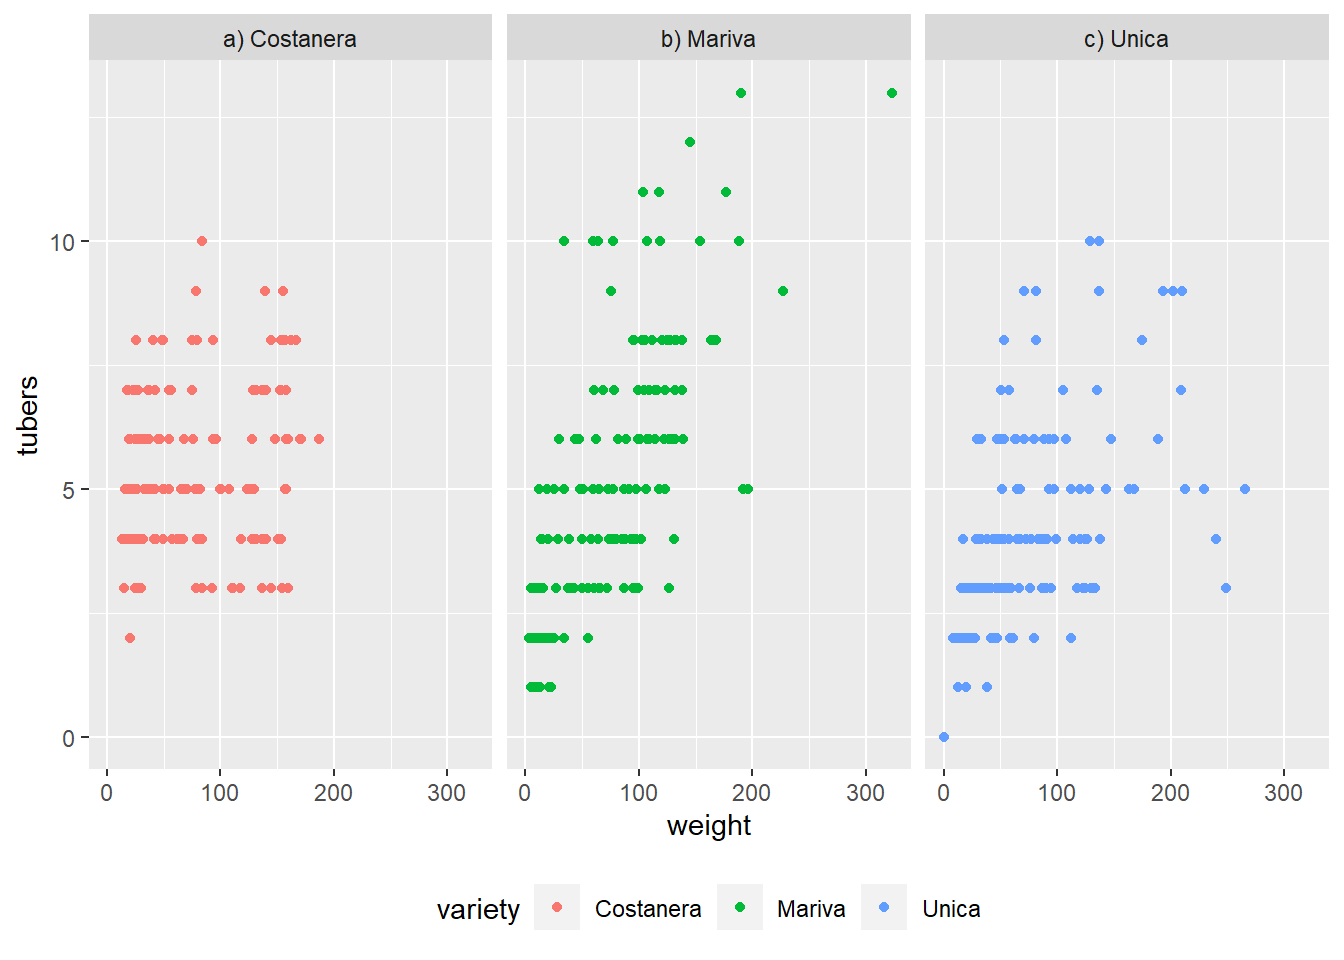 a) Costanera
b) Mariva
c) Unica
tubers
10
5
0
0 100 200 300
0 100 200 300
0 100 200 300
weight
variety Costanera Mariva Unica